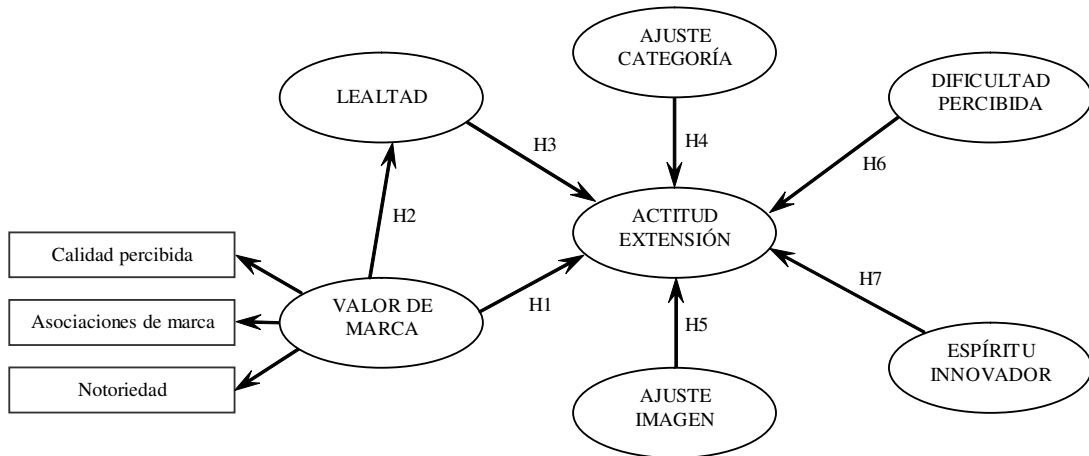 AJUSTE
CATEGORÍA
LEALTAD
DIFICULTAD
PERCIBIDA
H3
H4
H6
H2
ACTITUD
EXTENSIÓN
Calidad percibida
H7
VALOR DE
MARCA
H1
Asociaciones de marca
H5
ESPÍRITU
INNOVADOR
Notoriedad
AJUSTE
IMAGEN